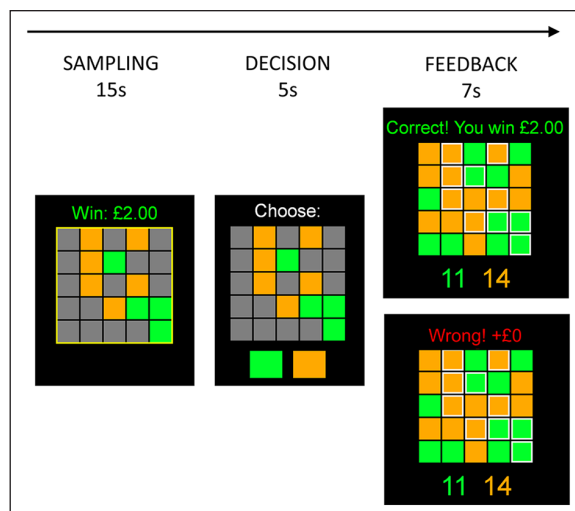 SAMPLING
15s
DECISION
5s
FEEDBACK
7s
Win: £2.00
Choose:
Correct! You win £2.00
11 14
Wrong! +£0
11 14